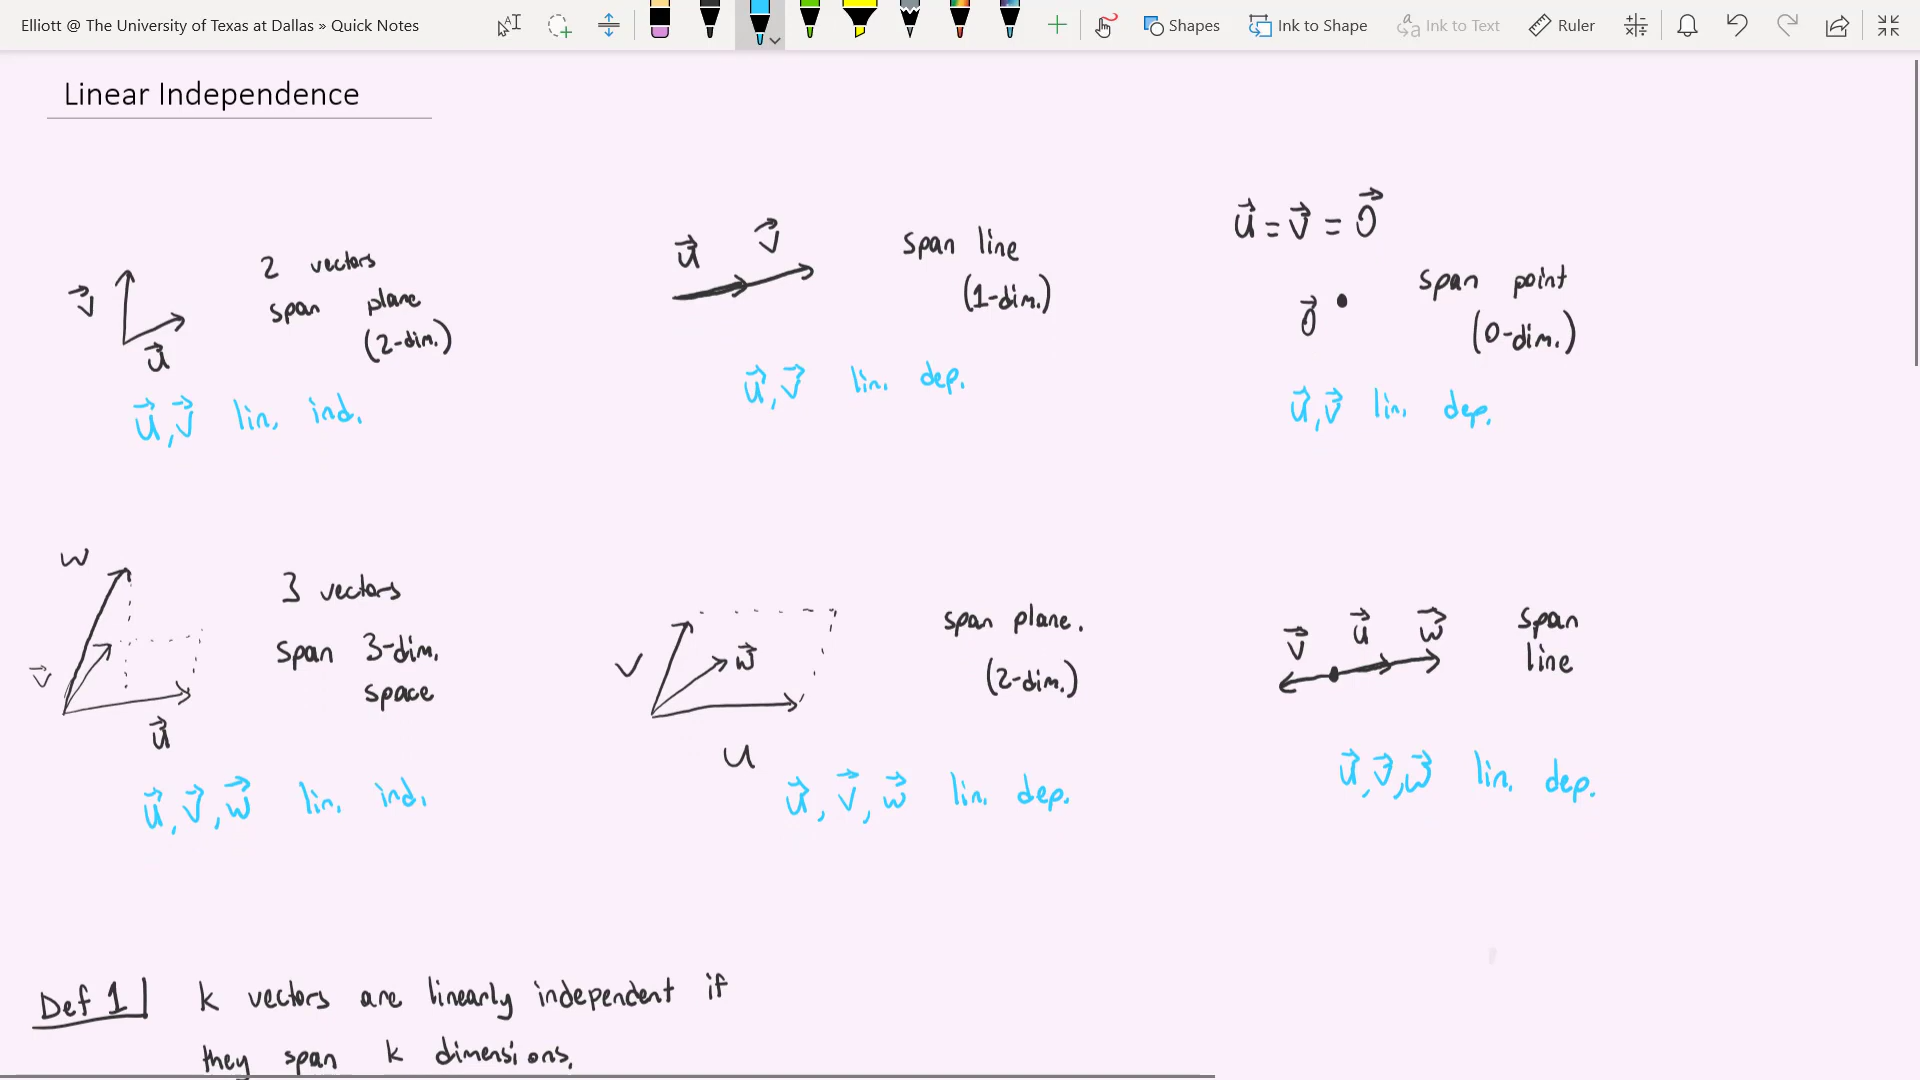 Elliott @ The University of Texas at Dallas » Quick Notes
Shapes
Ink to Shape
Ink to Text
Ruler
Linear Independence
v⃗
u⃗
2 vectors
span plane
(2-dim.)
u⃗, v⃗ lin. ind.
u⃗ v⃗
span line
(1-dim.)
u⃗, v⃗ lin. dep.
u⃗ = v⃗ = 0⃗
0⃗
span point
(0-dim.)
u⃗, v⃗ lin. dep.
w
v⃗
u⃗
3 vectors
span 3-dim.
space
u⃗, v⃗, w⃗ lin. ind.
v
w⃗
u
span plane.
(2-dim.)
u⃗, v⃗, w⃗ lin. dep.
v⃗ u⃗ w⃗
span
line
u⃗, v⃗, w⃗ lin. dep.
Def 1 k vectors are linearly independent if
they span k dimensions.